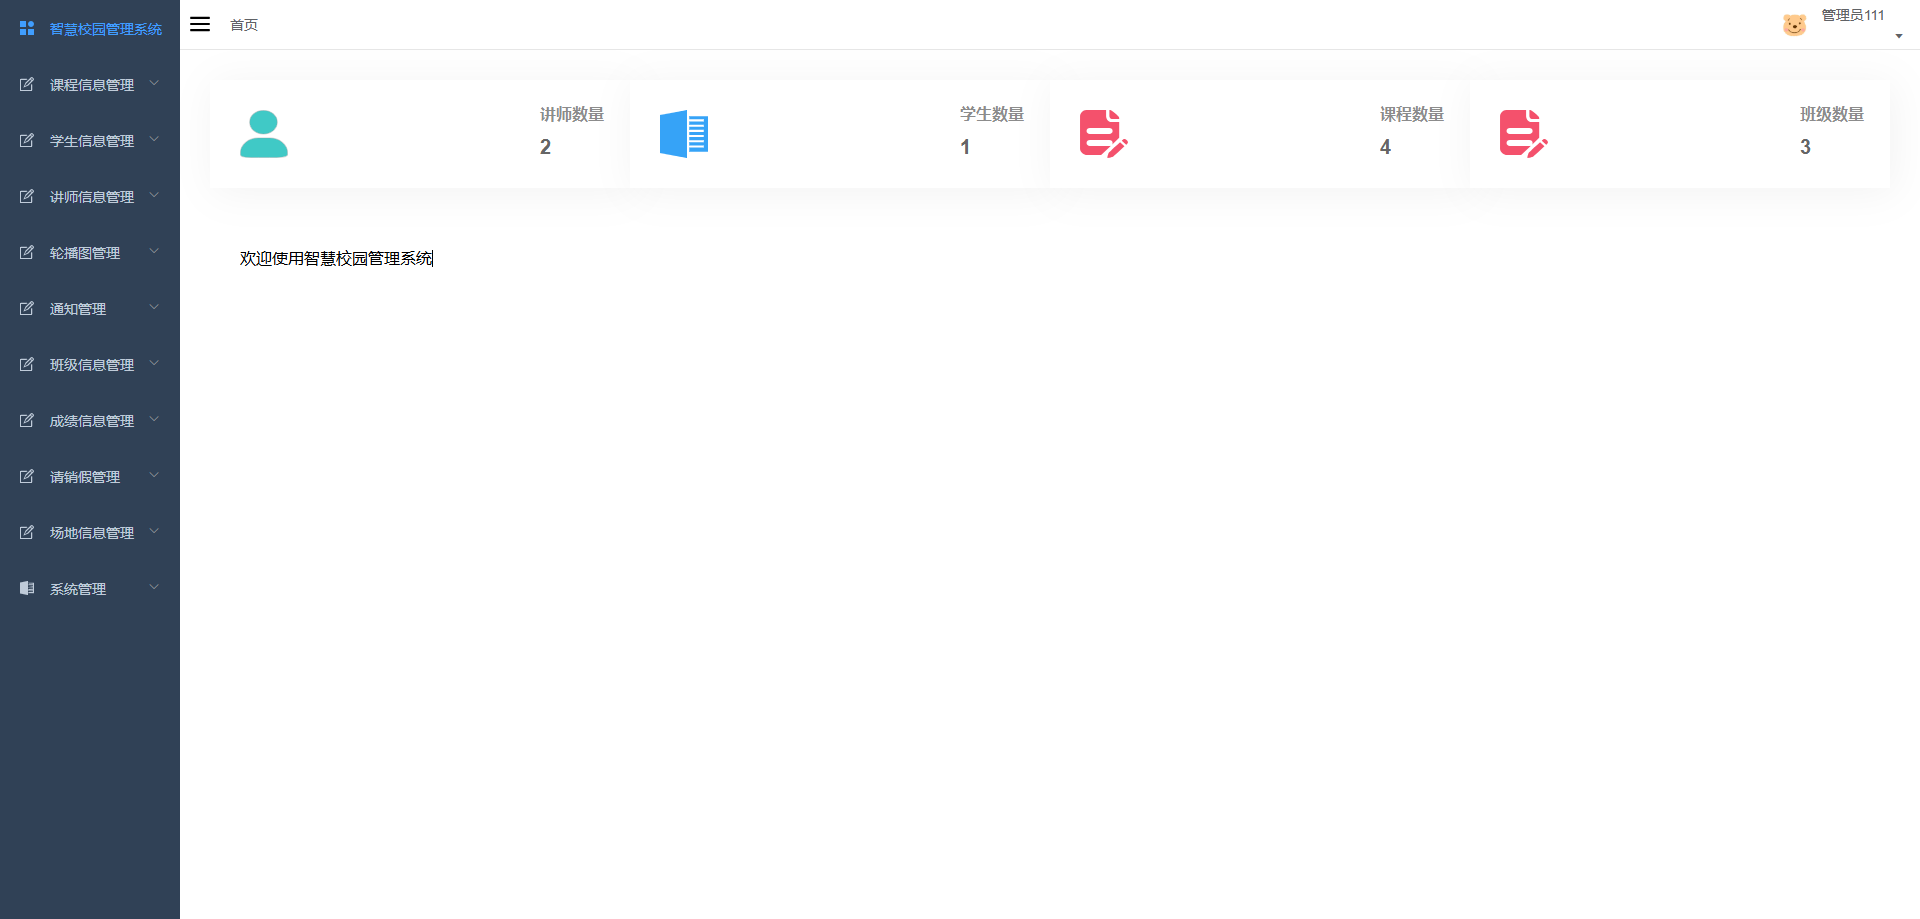 智慧校园管理系统
课程信息管理
学生信息管理
讲师信息管理
轮播图管理
通知管理
班级信息管理
成绩信息管理
请销假管理
场地信息管理
系统管理
首页
管理员111
讲师数量
2
学生数量
1
课程数量
4
班级数量
3
欢迎使用智慧校园管理系统